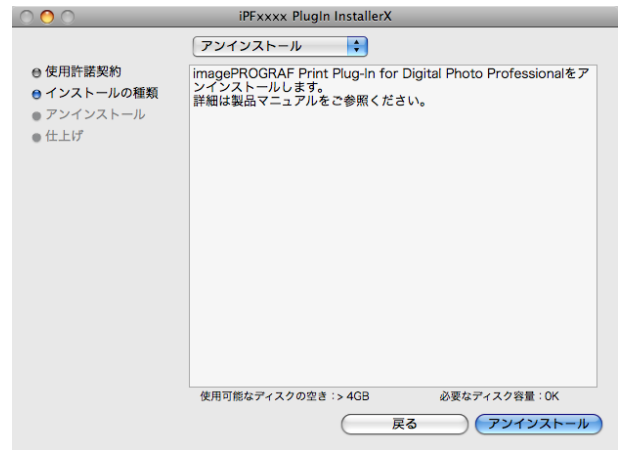 iPFxxxx PlugIn InstallerX
アンインストール
使用許諾契約
インストールの種類
アンインストール
仕上げ
imagePROGRAF Print Plug-In for Digital Photo Professionalをア
ンインストールします。
詳細は製品マニュアルをご参照ください。
使用可能なディスクの空き：> 4GB
必要なディスク容量：0K
戻る
アンインストール